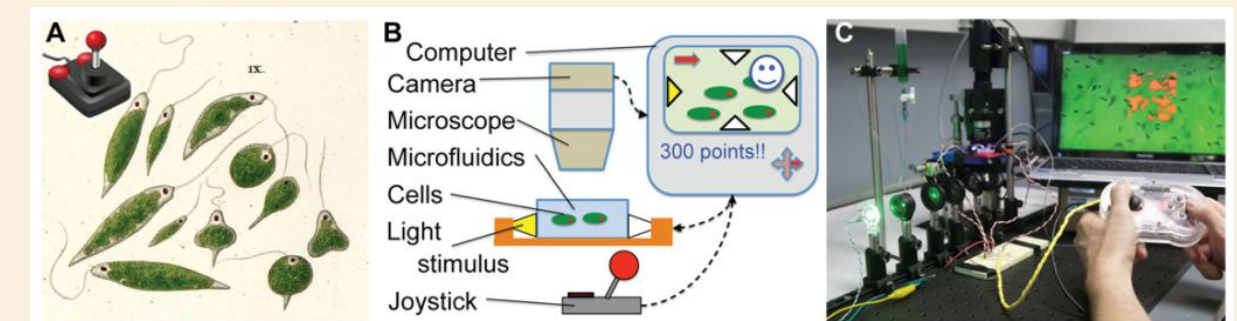 A
IX.
B
Computer
Camera
Microscope
Microfluidics
Cells
Light
stimulus
Joystick
300 points!!
C